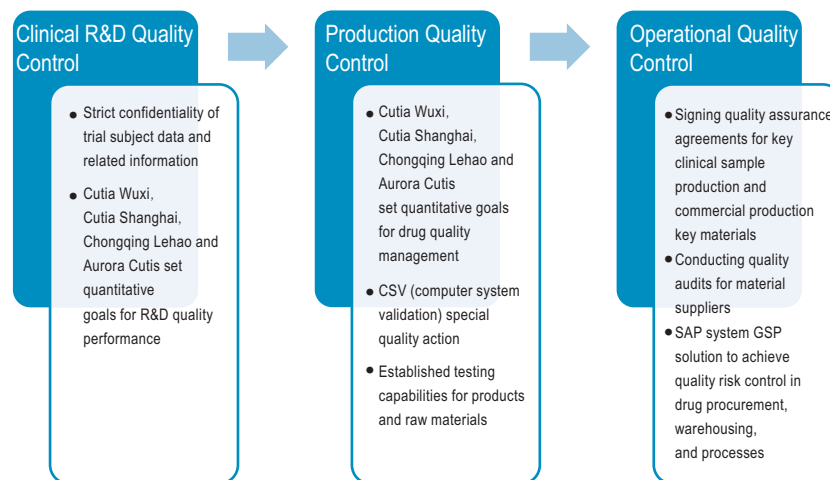 Clinical R&D Quality
Control
• Strict confidentiality of
trial subject data and
related information
• Cutia Wuxi,
Cutia Shanghai,
Chongqing Lehao and
Aurora Cutis set
quantitative
goals for R&D quality
performance
Production Quality
Control
• Cutia Wuxi,
Cutia Shanghai,
Chongqing Lehao and
Aurora Cutis
set quantitative goals
for drug quality
management
• CSV (computer system
validation) special
quality action
• Established testing
capabilities for products
and raw materials
Operational Quality
Control
• Signing quality assurance
agreements for key
clinical sample
production and
commercial production
key materials
• Conducting quality
audits for material
suppliers
• SAP system GSP
solution to achieve
quality risk control in
drug procurement,
warehousing,
and processes